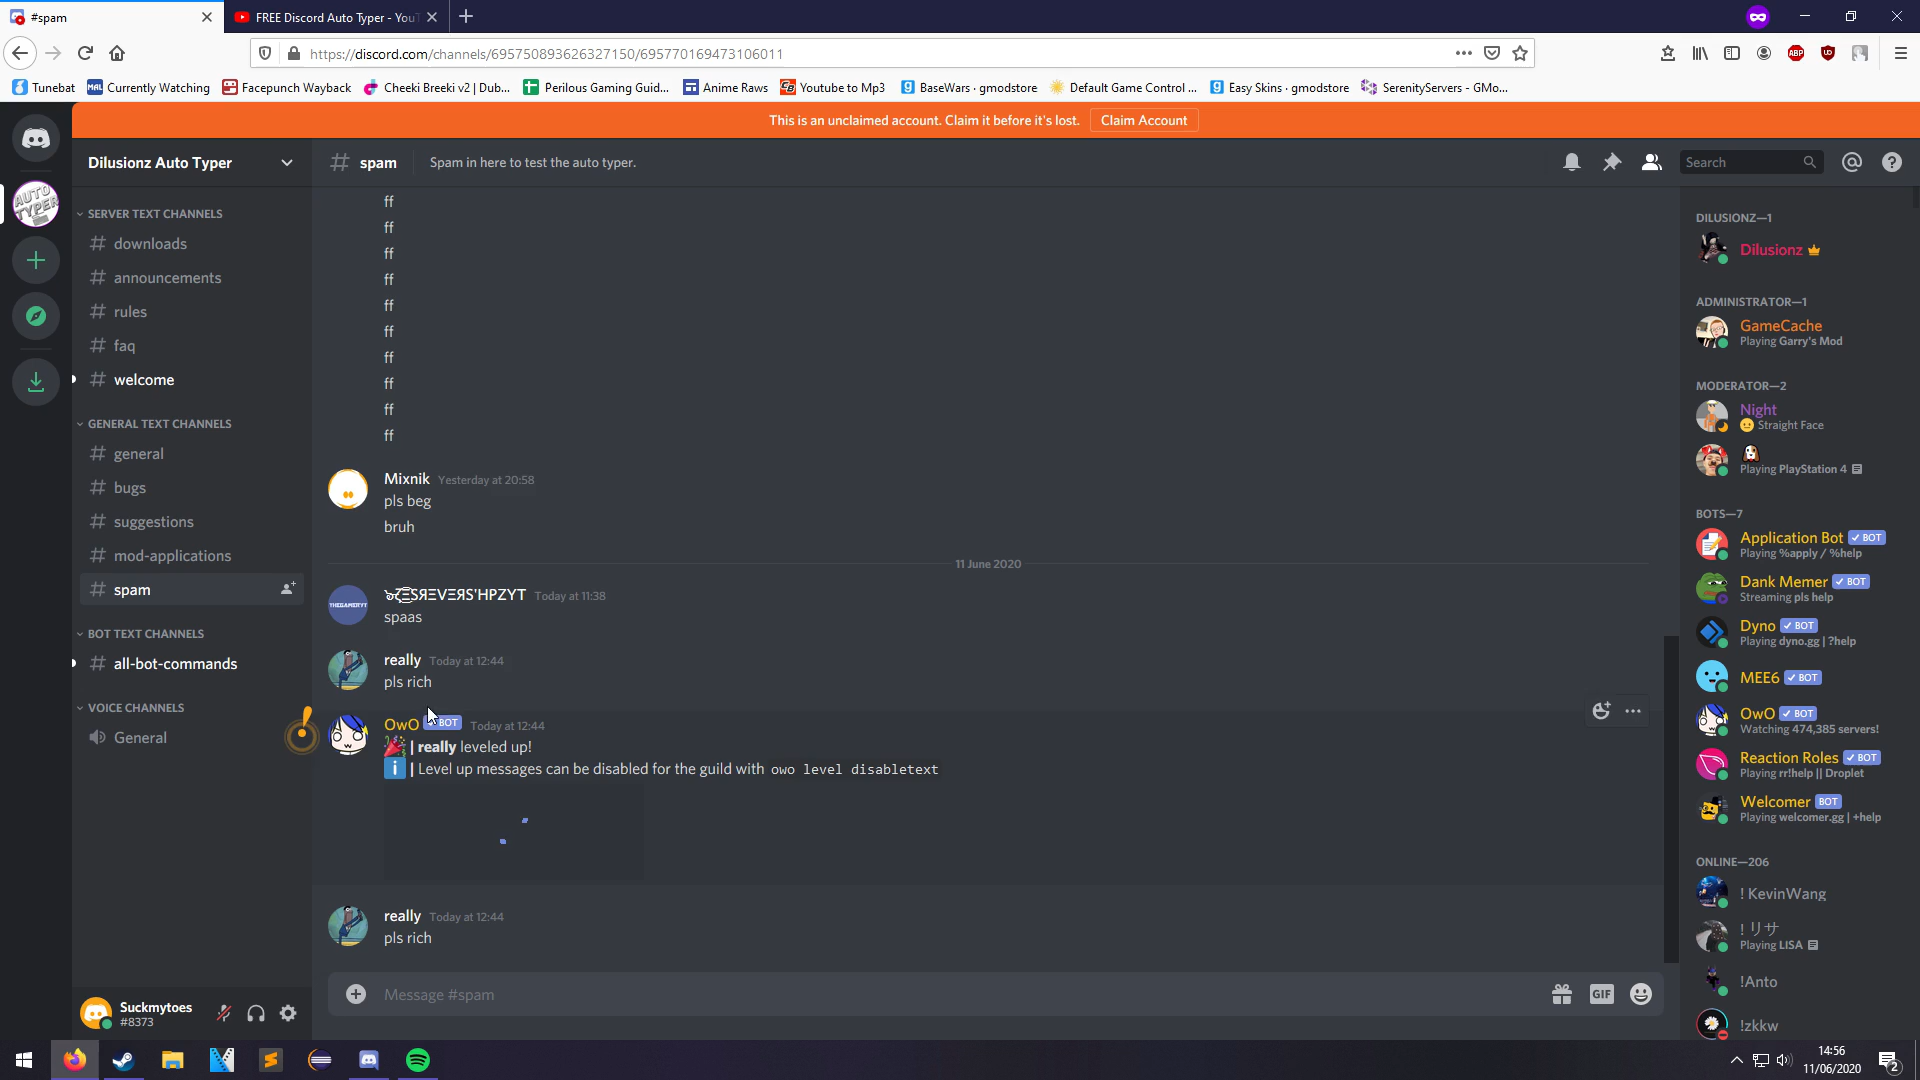 #spam
FREE Discord Auto Typer - YouT
https://discord.com/channels/695750893626327150/695770169473106011
Tunebat
MAL Currently Watching
Facepunch Wayback
Cheeki Breeki v2 | Dub...
Perilous Gaming Guid...
Anime Raws
Youtube to Mp3
BaseWars · gmodstore
Default Game Control ...
Easy Skins · gmodstore
SerenityServers - GMo...
This is an unclaimed account. Claim it before it's lost.
Claim Account
Dilusionz Auto Typer
# spam
Spam in here to test the auto typer.
Search
AUTO
TYPER
SERVER TEXT CHANNELS
# downloads
# announcements
# rules
# faq
# welcome
GENERAL TEXT CHANNELS
# general
# bugs
# suggestions
# mod-applications
# spam
BOT TEXT CHANNELS
# all-bot-commands
VOICE CHANNELS
General
Suckmytoes
#8373
ff
ff
ff
ff
ff
ff
ff
ff
ff
ff
Mixnik Yesterday at 20:58
pls beg
bruh
11 June 2020
Today at 11:38
spaas
really Today at 12:44
pls rich
OwO BOT Today at 12:44
| really leveled up!
i | Level up messages can be disabled for the guild with owo level disabletext
really Today at 12:44
pls rich
Message #spam
GIF
DILUSIONZ—1
Dilusionz
ADMINISTRATOR—1
GameCache
Playing Garry's Mod
MODERATOR—2
Night
Straight Face
Playing PlayStation 4
BOTS—7
Application Bot BOT
Playing %apply / %help
Dank Memer BOT
Streaming pls help
Dyno BOT
Playing dyno.gg | ?help
MEE6 BOT
OwO BOT
Watching 474,385 servers!
Reaction Roles BOT
Playing rr!help || Droplet
Welcomer BOT
Playing welcomer.gg | +help
ONLINE—206
! KevinWang
! リサ
Playing LISA
!Anto
!zkkw
14:56
11/06/2020
2